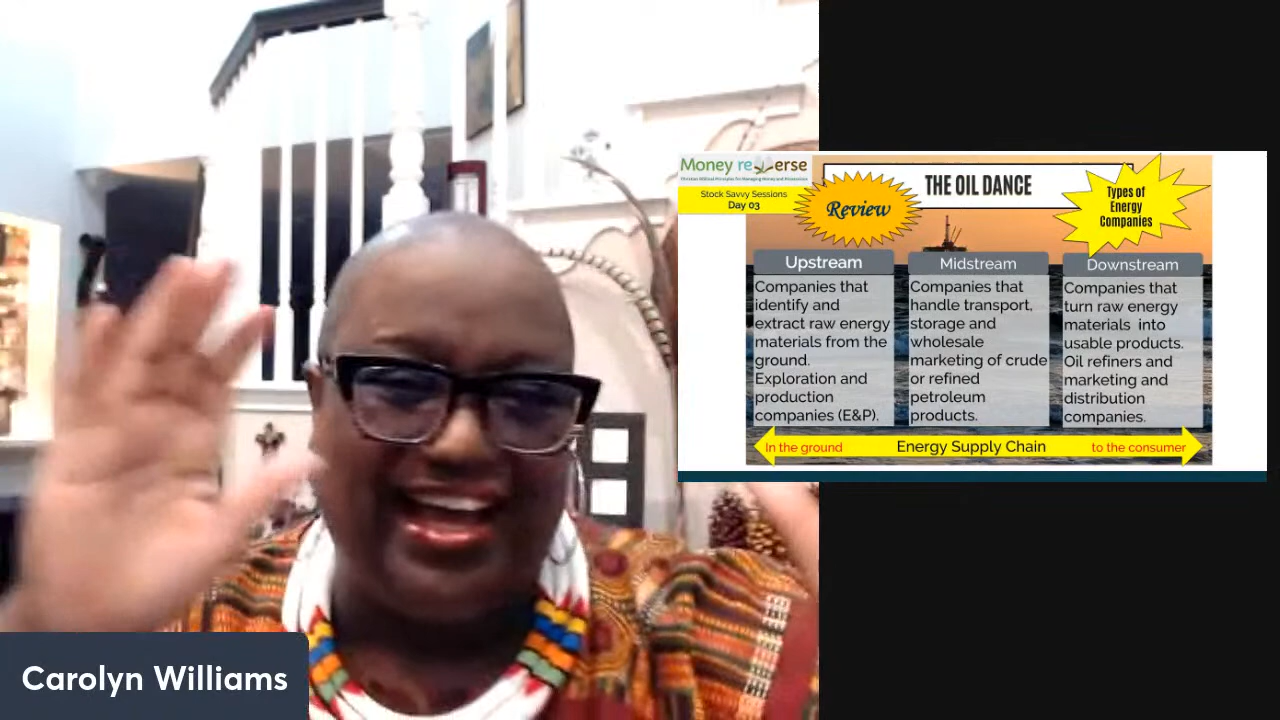 Money re erse
Stock Savvy Sessions
Day 03
Review
THE OIL DANCE
Types of
Energy
Companies
Upstream
Companies that
identify and
extract raw energy
materials from the
ground.
Exploration and
production
companies (E&P).
Midstream
Companies that
handle transport,
storage and
wholesale
marketing of crude
or refined
petroleum
products.
Downstream
Companies that
turn raw energy
materials into
usable products.
Oil refiners and
marketing and
distribution
companies.
In the ground
Energy Supply Chain
to the consumer
Carolyn Williams